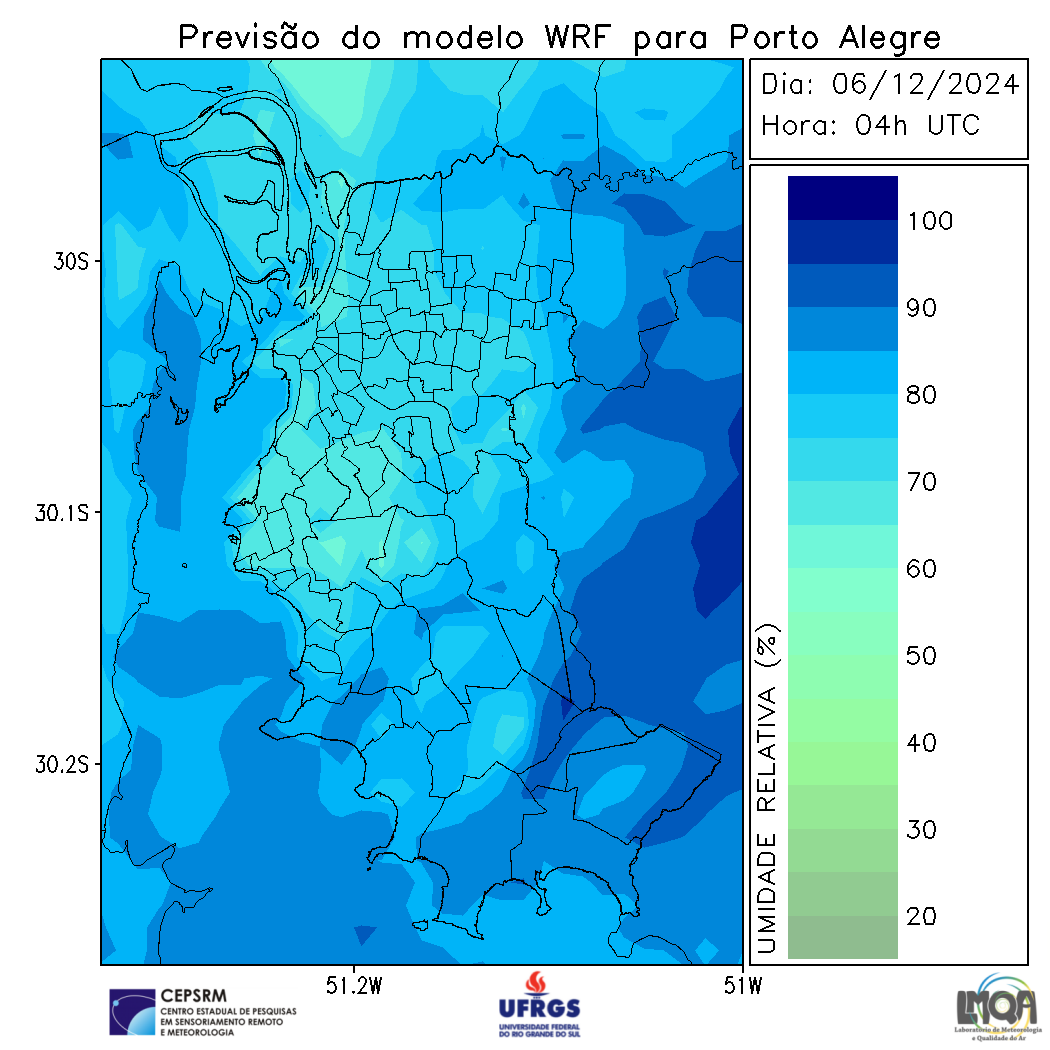 Previsão do modelo WRF para Porto Alegre
Dia: 06/12/2024
Hora: 04h UTC
30S
30.1S
30.2S
51.2W
51W
100
90
80
70
60
50
40
30
20
UMIDADE RELATIVA (%)
CEPSRM
CENTRO ESTADUAL DE PESQUISAS
EM SENSORIAMENTO REMOTO
E METEOROLOGIA
UFRGS
UNIVERSIDADE FEDERAL
DO RIO GRANDE DO SUL
LMQA
Laboratório de Meteorologia
e Qualidade do Ar